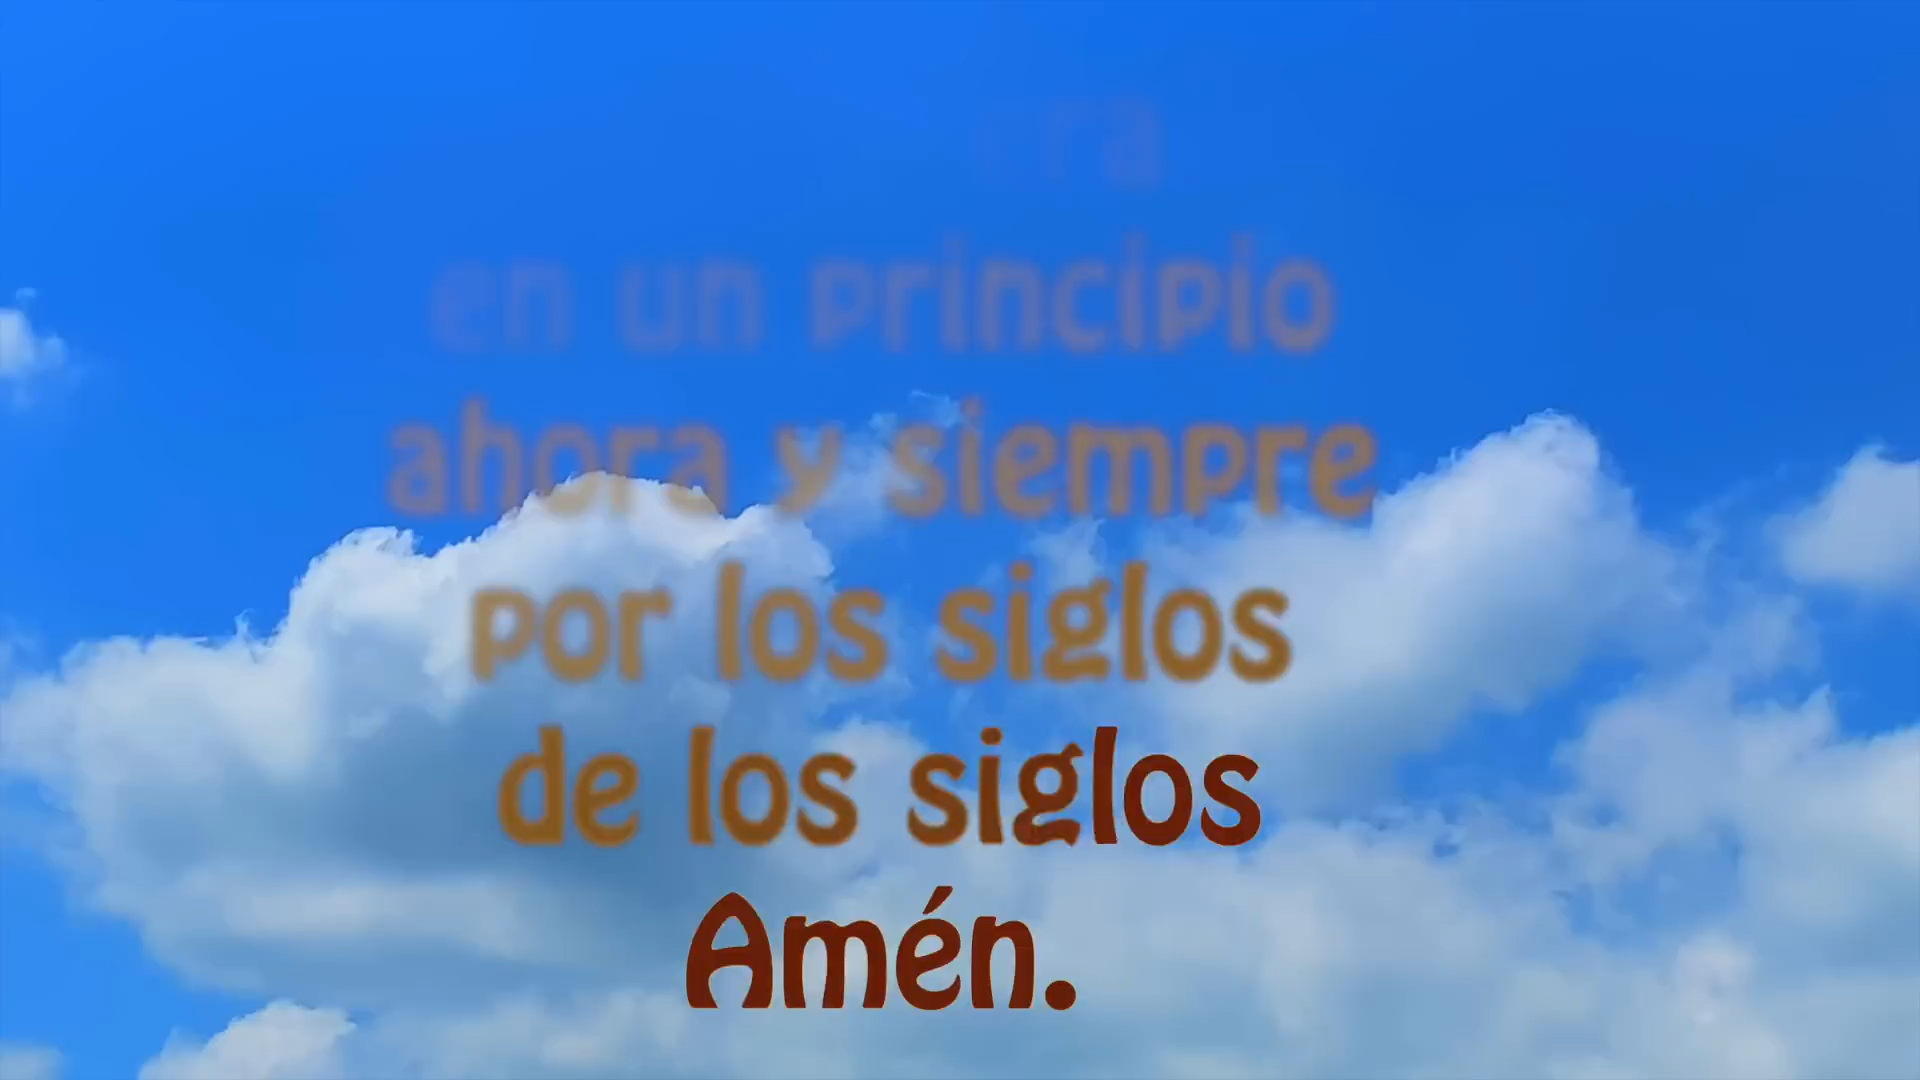 en un principio
ahora y siempre
por los siglos
de los siglos
Amén.